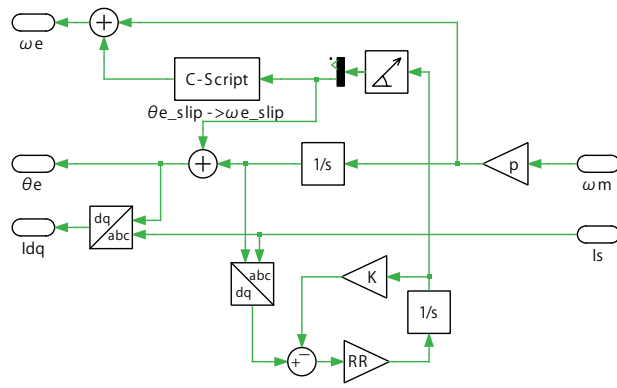 ωe
+
C-Script
θe_slip ->ωe_slip
θe
+
1/s
p
ωm
Idq
dq
abc
Is
abc
dq
K
1/s
+
−
RR